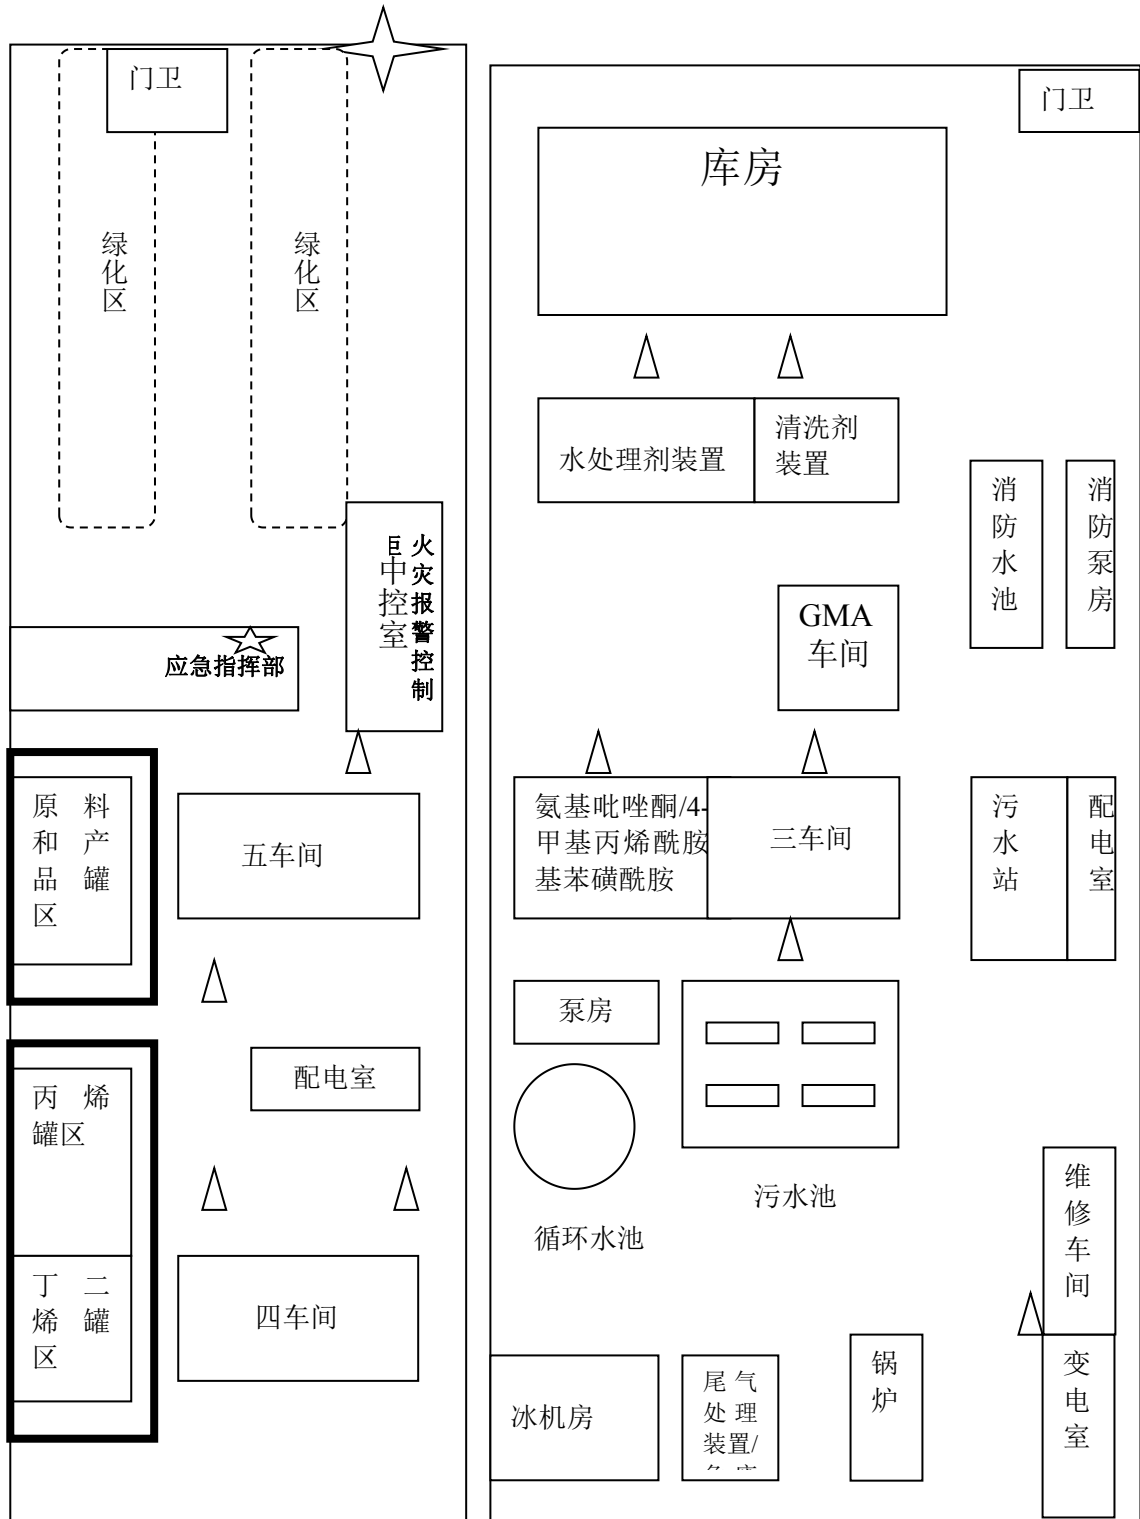 门卫
绿化区
绿化区
火灾报警控制
中控室
应急指挥部
原 料
和 产
品 罐
区
五车间
配电室
丙 烯
罐区
丁 二
烯 罐
区
四车间
门卫
库房
水处理剂装置
清洗剂
装置
消防水池
消防泵房
GMA
车间
氨基吡唑酮/4-
甲基丙烯酰胺
基苯磺酰胺
三车间
污水站
配电室
泵房
循环水池
污水池
维修车间
冰机房
尾 气
处 理
装置/
锅炉
变电室